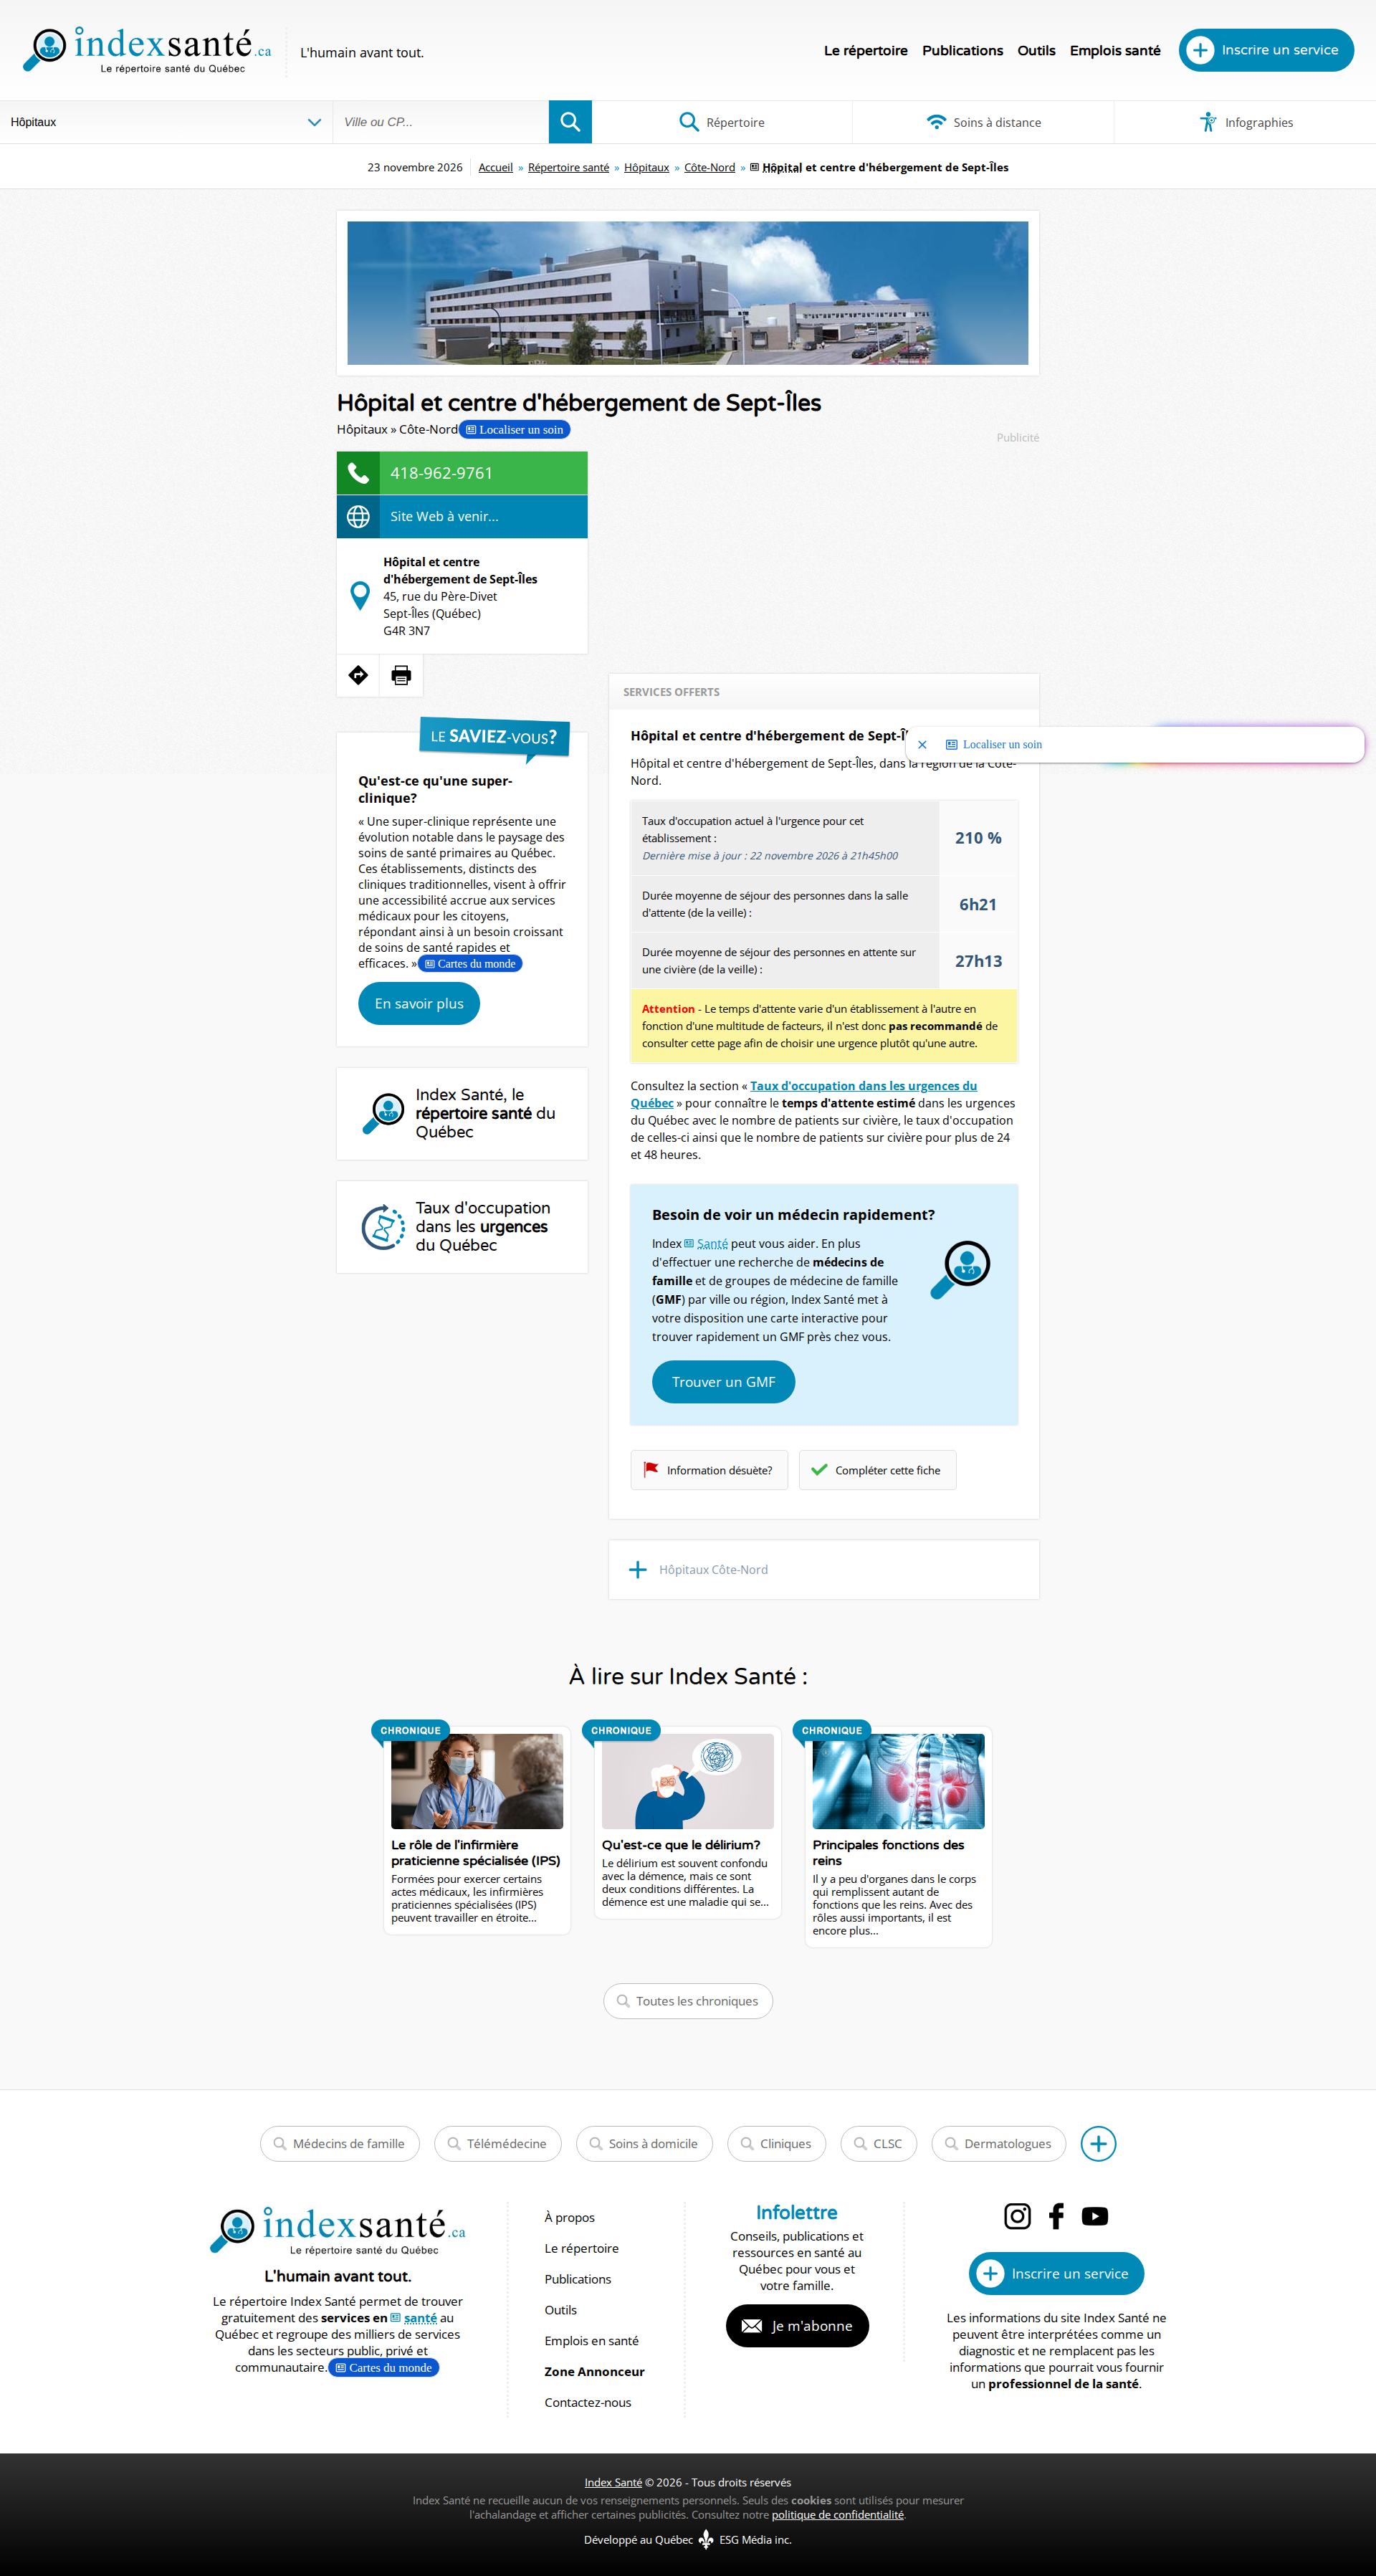 indexsanté.ca
Le répertoire santé du Québec
L'humain avant tout.
Le répertoire
Publications
Outils
Emplois santé
Inscrire un service
Hôpitaux
Ville ou CP...
Répertoire
Soins à distance
Infographies
23 novembre 2026 Accueil » Répertoire santé » Hôpitaux » Côte-Nord » Hôpital et centre d'hébergement de Sept-Îles
Hôpital et centre d'hébergement de Sept-Îles
Hôpitaux » Côte-Nord Localiser un soin
Publicité
418-962-9761
Site Web à venir...
Hôpital et centre
d'hébergement de Sept-Îles
45, rue du Père-Divet
Sept-Îles (Québec)
G4R 3N7
LE SAVIEZ-VOUS?
Qu'est-ce qu'une super-
clinique?
« Une super-clinique représente une
évolution notable dans le paysage des
soins de santé primaires au Québec.
Ces établissements, distincts des
cliniques traditionnelles, visent à offrir
une accessibilité accrue aux services
médicaux pour les citoyens,
répondant ainsi à un besoin croissant
de soins de santé rapides et
efficaces. » Cartes du monde
En savoir plus
Index Santé, le
répertoire santé du
Québec
Taux d'occupation
dans les urgences
du Québec
SERVICES OFFERTS
Hôpital et centre d'hébergement de Sept-Îl
Localiser un soin
Hôpital et centre d'hébergement de Sept-Îles, dans la région de la Côte-
Nord.
Taux d'occupation actuel à l'urgence pour cet
établissement :
Dernière mise à jour : 22 novembre 2026 à 21h45h00
210 %
Durée moyenne de séjour des personnes dans la salle
d'attente (de la veille) :
6h21
Durée moyenne de séjour des personnes en attente sur
une civière (de la veille) :
27h13
Attention - Le temps d'attente varie d'un établissement à l'autre en
fonction d'une multitude de facteurs, il n'est donc pas recommandé de
consulter cette page afin de choisir une urgence plutôt qu'une autre.
Consultez la section « Taux d'occupation dans les urgences du
Québec » pour connaître le temps d'attente estimé dans les urgences
du Québec avec le nombre de patients sur civière, le taux d'occupation
de celles-ci ainsi que le nombre de patients sur civière pour plus de 24
et 48 heures.
Besoin de voir un médecin rapidement?
Index Santé peut vous aider. En plus
d'effectuer une recherche de médecins de
famille et de groupes de médecine de famille
(GMF) par ville ou région, Index Santé met à
votre disposition une carte interactive pour
trouver rapidement un GMF près chez vous.
Trouver un GMF
Information désuète?
Compléter cette fiche
Hôpitaux Côte-Nord
À lire sur Index Santé :
CHRONIQUE
Le rôle de l'infirmière
praticienne spécialisée (IPS)
Formées pour exercer certains
actes médicaux, les infirmières
praticiennes spécialisées (IPS)
peuvent travailler en étroite...
CHRONIQUE
Qu'est-ce que le délirium?
Le délirium est souvent confondu
avec la démence, mais ce sont
deux conditions différentes. La
démence est une maladie qui se...
CHRONIQUE
Principales fonctions des
reins
Il y a peu d'organes dans le corps
qui remplissent autant de
fonctions que les reins. Avec des
rôles aussi importants, il est
encore plus...
Toutes les chroniques
Médecins de famille
Télémédecine
Soins à domicile
Cliniques
CLSC
Dermatologues
indexsanté.ca
Le répertoire santé du Québec
L'humain avant tout.
Le répertoire Index Santé permet de trouver
gratuitement des services en santé au
Québec et regroupe des milliers de services
dans les secteurs public, privé et
communautaire. Cartes du monde
À propos
Le répertoire
Publications
Outils
Emplois en santé
Zone Annonceur
Contactez-nous
Infolettre
Conseils, publications et
ressources en santé au
Québec pour vous et
votre famille.
Je m'abonne
Inscrire un service
Les informations du site Index Santé ne
peuvent être interprétées comme un
diagnostic et ne remplacent pas les
informations que pourrait vous fournir
un professionnel de la santé.
Index Santé © 2026 - Tous droits réservés
Index Santé ne recueille aucun de vos renseignements personnels. Seuls des cookies sont utilisés pour mesurer
l'achalandage et afficher certaines publicités. Consultez notre politique de confidentialité.
Développé au Québec ESG Média inc.